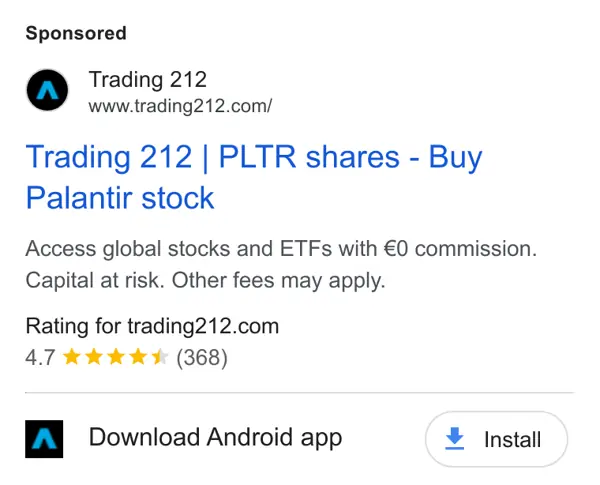 Sponsored
Trading 212
www.trading212.com/
Trading 212 | PLTR shares - Buy
Palantir stock
Access global stocks and ETFs with €0 commission.
Capital at risk. Other fees may apply.
Rating for trading212.com
4.7 ★★★★★ (368)
Download Android app
Install